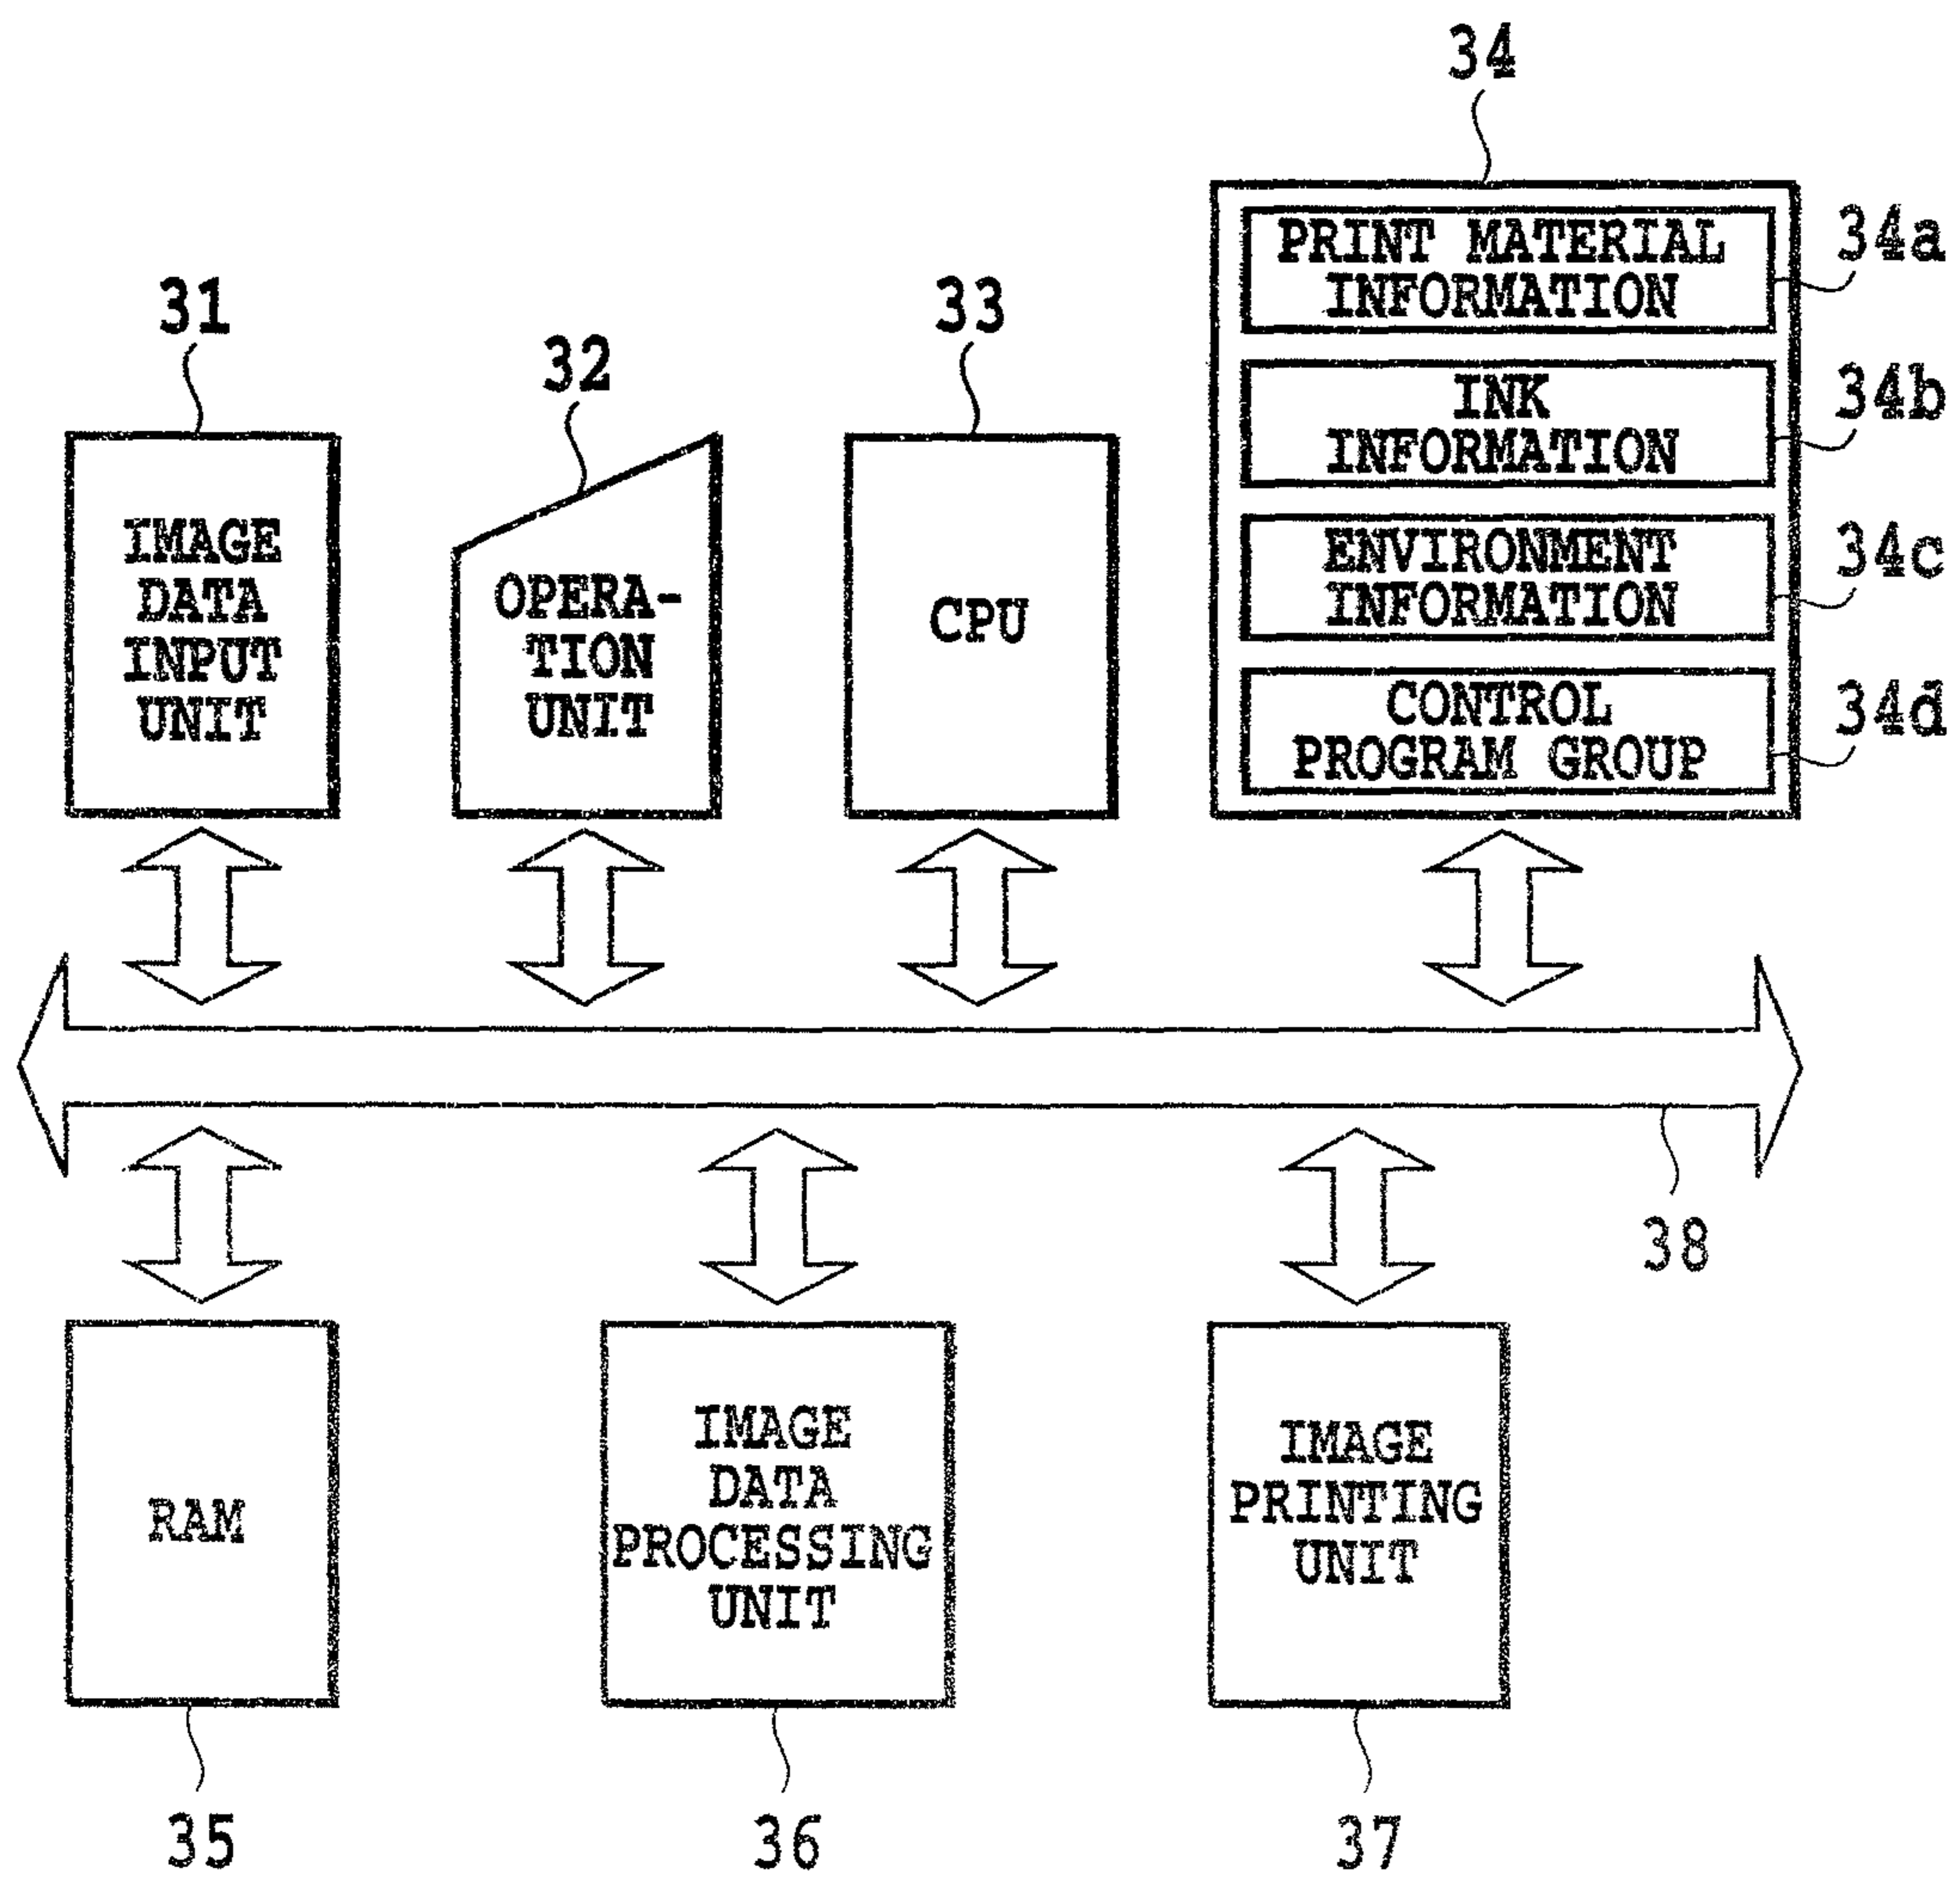 34
PRINT MATERIAL
INFORMATION
34a
INK
INFORMATION
34b
ENVIRONMENT
INFORMATION
34c
CONTROL
PROGRAM GROUP
34d
31
IMAGE
DATA
INPUT
UNIT
32
OPERA-
TION
UNIT
33
CPU
38
RAM
35
IMAGE
DATA
PROCESSING
UNIT
36
IMAGE
PRINTING
UNIT
37